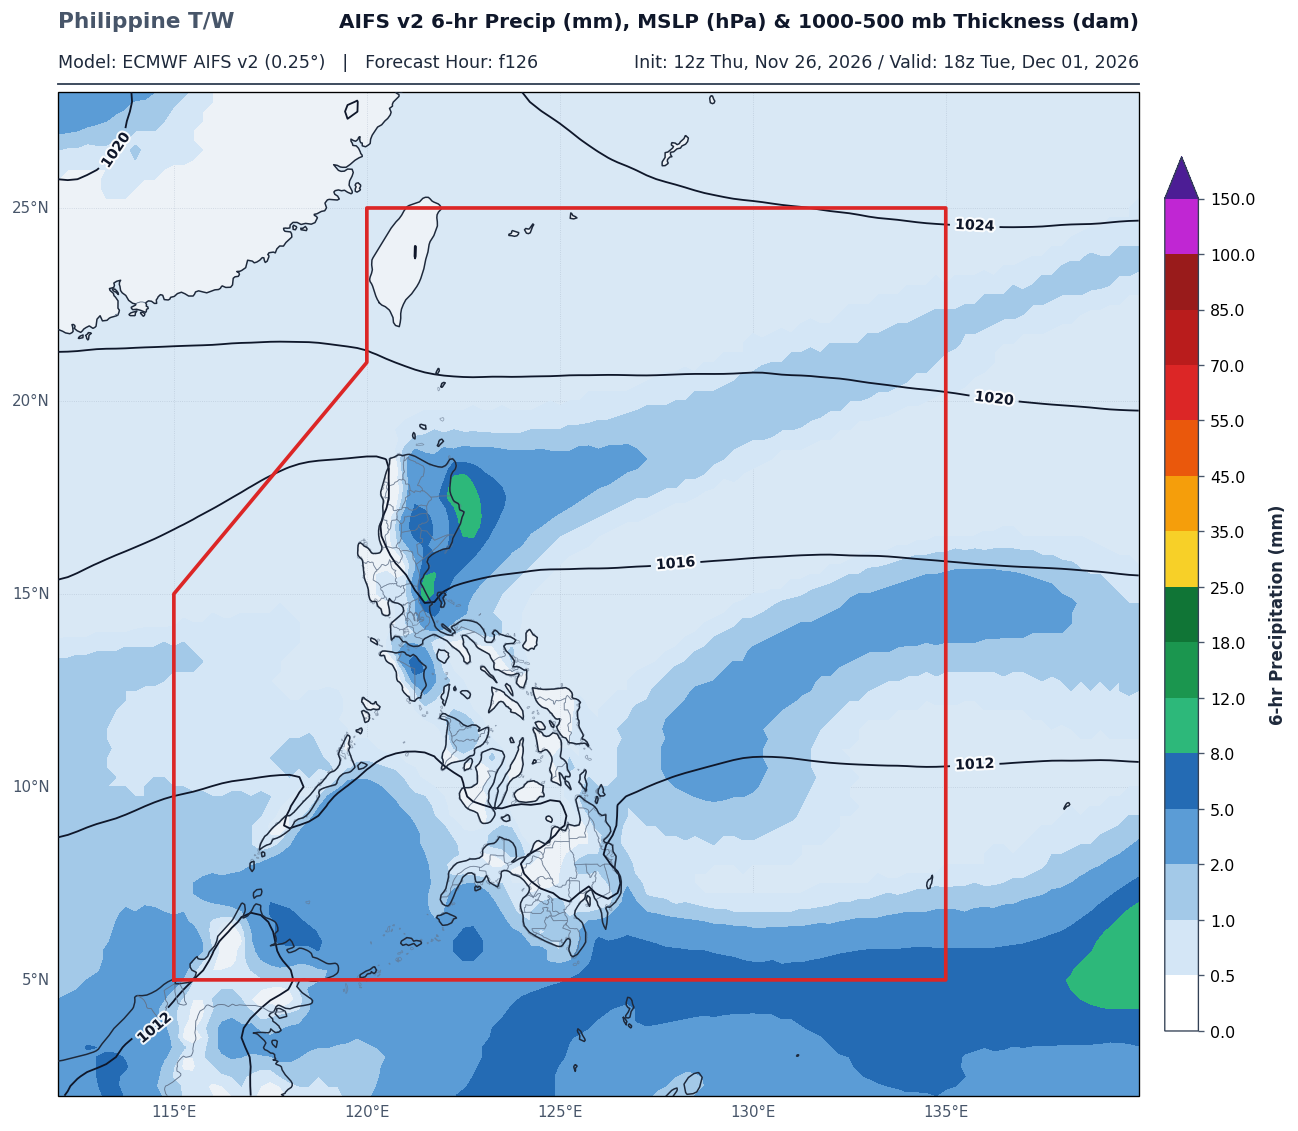 Philippine T/W
AIFS v2 6-hr Precip (mm), MSLP (hPa) & 1000-500 mb Thickness (dam)
Model: ECMWF AIFS v2 (0.25°) | Forecast Hour: f126
Init: 12z Thu, Nov 26, 2026 / Valid: 18z Tue, Dec 01, 2026
1020
1024
1020
1016
1012
1012
25°N
20°N
15°N
10°N
5°N
115°E
120°E
125°E
130°E
135°E
150.0
100.0
85.0
70.0
55.0
45.0
35.0
25.0
18.0
12.0
8.0
5.0
2.0
1.0
0.5
0.0
6-hr Precipitation (mm)